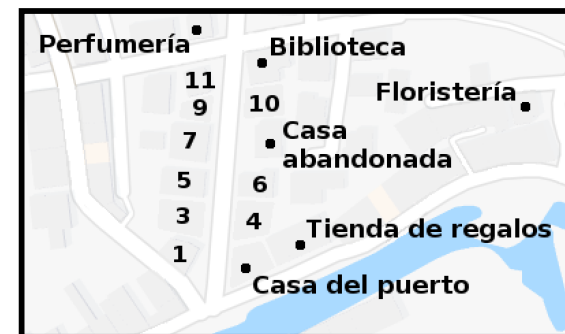 Perfumería
Biblioteca
11
9
10
Floristería
7
Casa
abandonada
5
6
3
4
Tienda de regalos
1
Casa del puerto